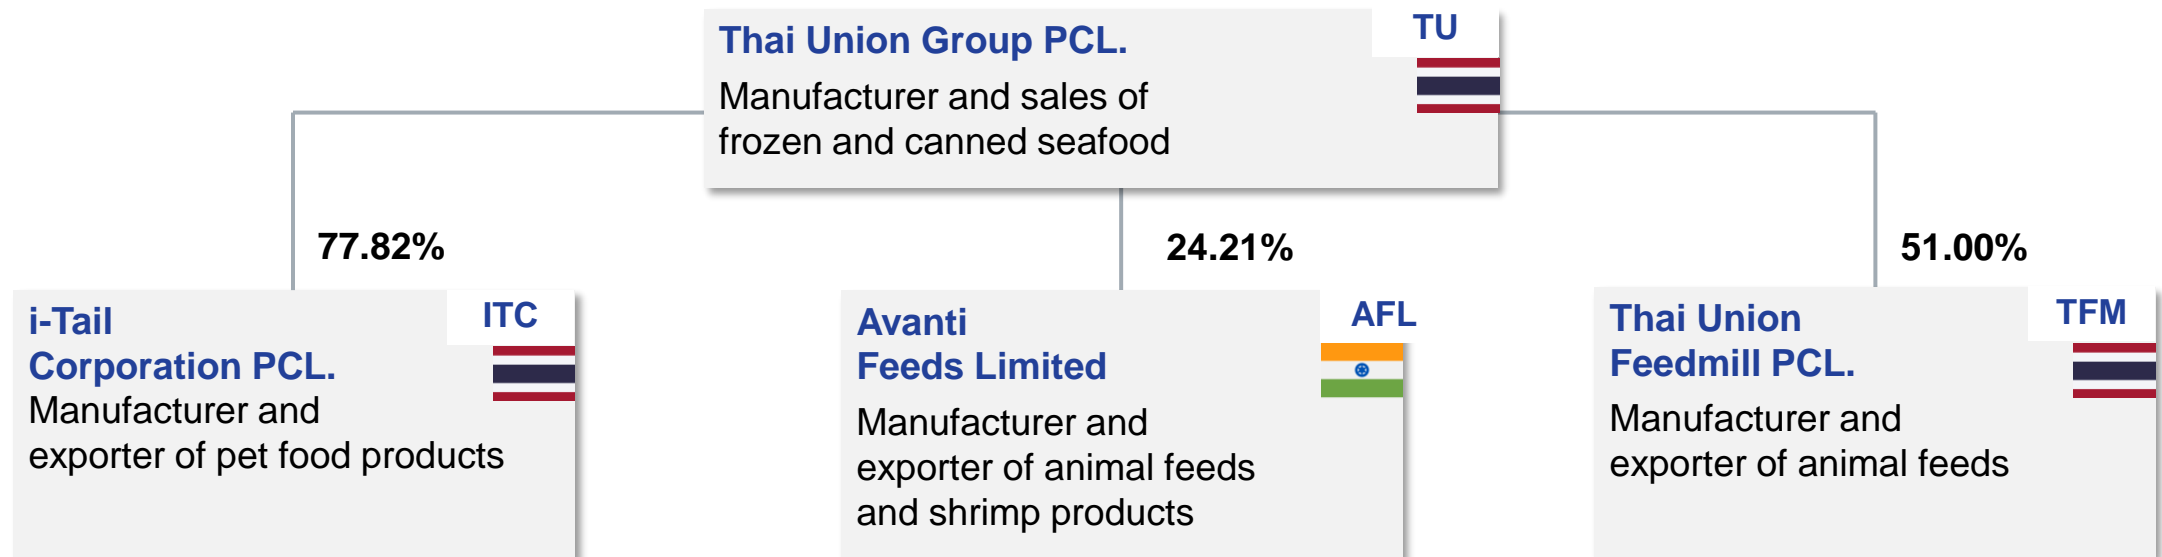 Thai Union Group PCL.
TU
Manufacturer and sales of
frozen and canned seafood
77.82%
24.21%
51.00%
i-Tail
Corporation PCL.
ITC
Manufacturer and
exporter of pet food products
Avanti
Feeds Limited
AFL
Manufacturer and
exporter of animal feeds
and shrimp products
Thai Union
Feedmill PCL.
TFM
Manufacturer and
exporter of animal feeds